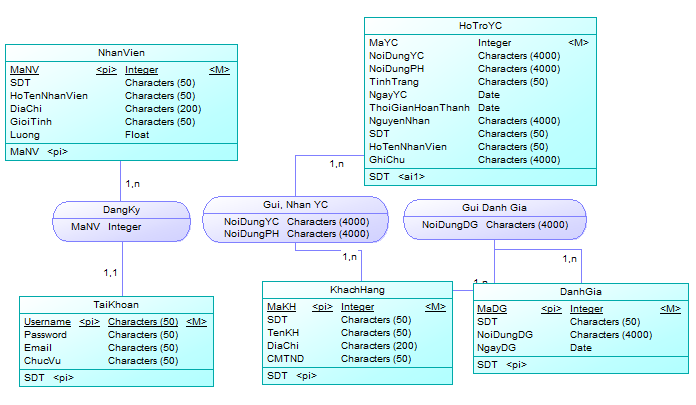 NhanVien
MaNV <pi> Integer <M>
SDT Characters (50)
HoTenNhanVien Characters (50)
DiaChi Characters (200)
GioiTinh Characters (50)
Luong Float
MaNV <pi>
HoTroYC
MaYC Integer <M>
NoiDungYC Characters (4000)
NoiDungPH Characters (4000)
TinhTrang Characters (50)
NgayYC Date
ThoiGianHoanThanh Date
NguyenNhan Characters (4000)
SDT Characters (50)
HoTenNhanVien Characters (50)
GhiChu Characters (4000)
SDT <ai1>
1,n
1,n
DangKy
MaNV Integer
Gui, Nhan YC
NoiDungYC Characters (4000)
NoiDungPH Characters (4000)
Gui Danh Gia
NoiDungDG Characters (4000)
1,1
1,n
1,n
1,n
TaiKhoan
Username <pi> Characters (50) <M>
Password Characters (50)
Email Characters (50)
ChucVu Characters (50)
SDT <pi>
KhachHang
MaKH <pi> Integer <M>
SDT Characters (50)
TenKH Characters (50)
DiaChi Characters (200)
CMTND Characters (50)
SDT <pi>
DanhGia
MaDG <pi> Integer <M>
SDT Characters (50)
NoiDungDG Characters (4000)
NgayDG Date
SDT <pi>